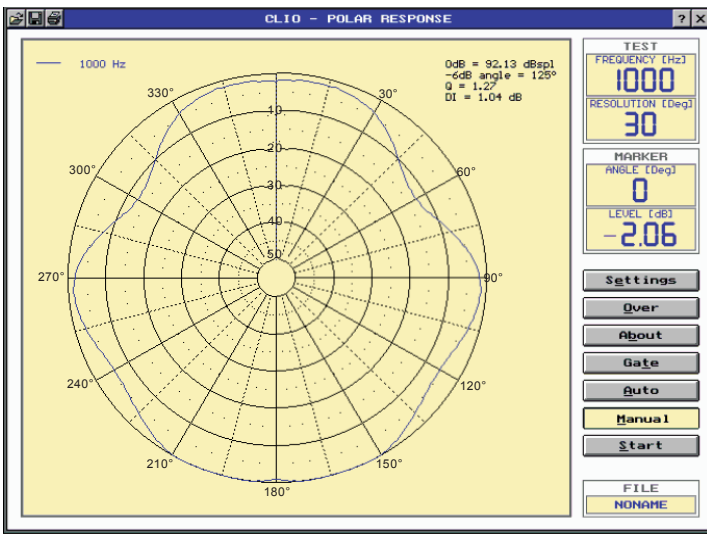 CLIO - POLAR RESPONSE
? X
1000 Hz
0dB = 92.13 dBspl
-6dB angle = 125°
Q = 1.27
DI = 1.04 dB
330°
30°
300°
60°
270°
90°
240°
120°
210°
150°
180°
10
20
30
40
50
TEST
FREQUENCY [Hz]
1000
RESOLUTION [Deg]
30
MARKER
ANGLE [Deg]
0
LEVEL [dB]
-2.06
Settings
Over
About
Gate
Auto
Manual
Start
FILE
NONAME